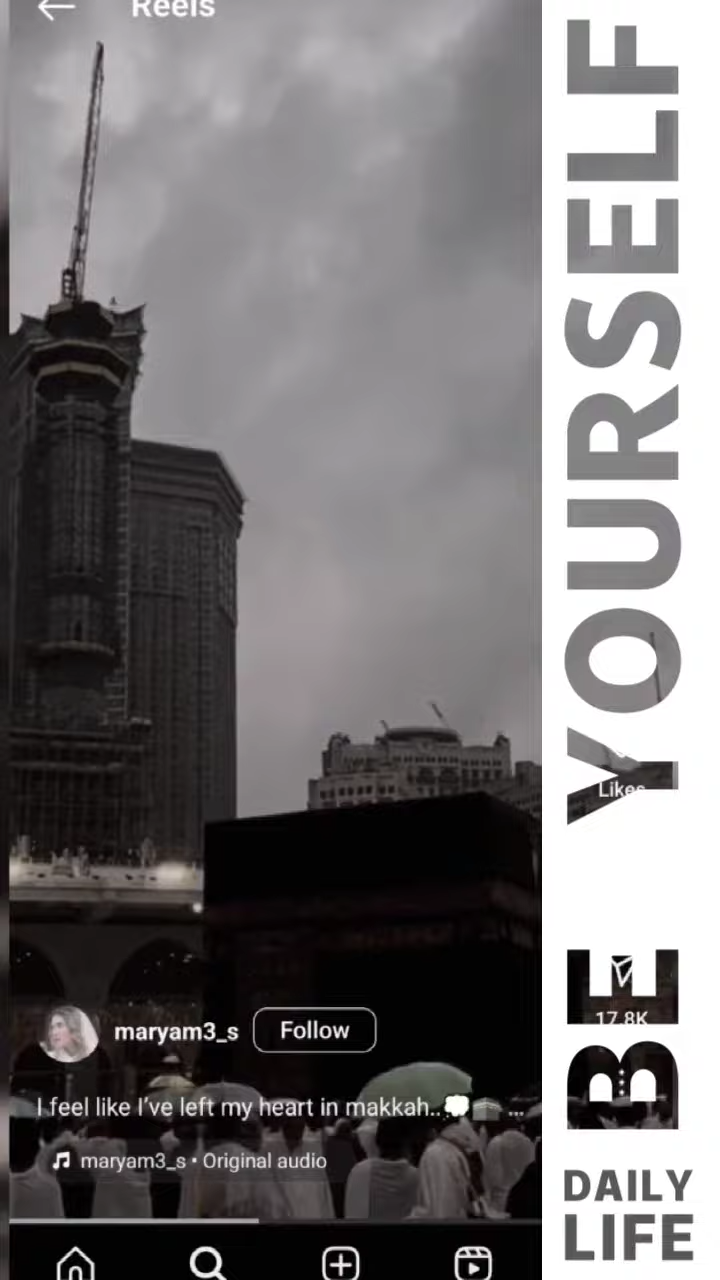 Reels
Likes
17.8K
maryam3_s
Follow
I feel like I've left my heart in makkah.. ...
maryam3_s • Original audio
BE YOURSELF
DAILY
LIFE